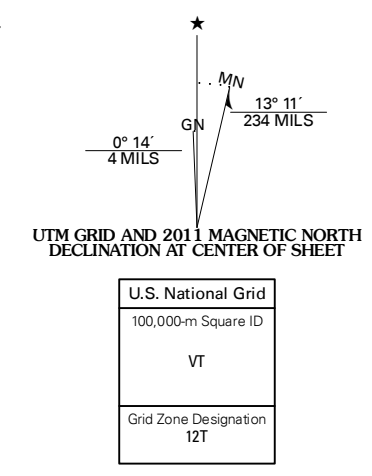 ★
MN
GN
13° 11´
234 MILS
0° 14´
4 MILS
UTM GRID AND 2011 MAGNETIC NORTH
DECLINATION AT CENTER OF SHEET
U.S. National Grid
100,000-m Square ID
VT
Grid Zone Designation
12T